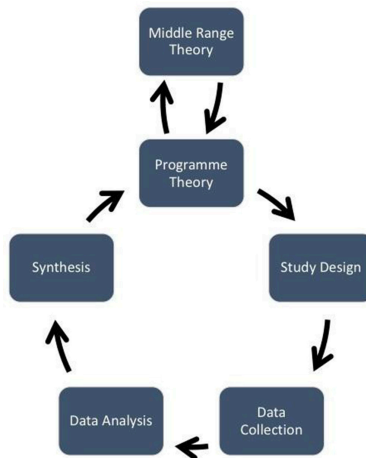 Middle Range
Theory
Programme
Theory
Synthesis
Study Design
Data Analysis
Data
Collection